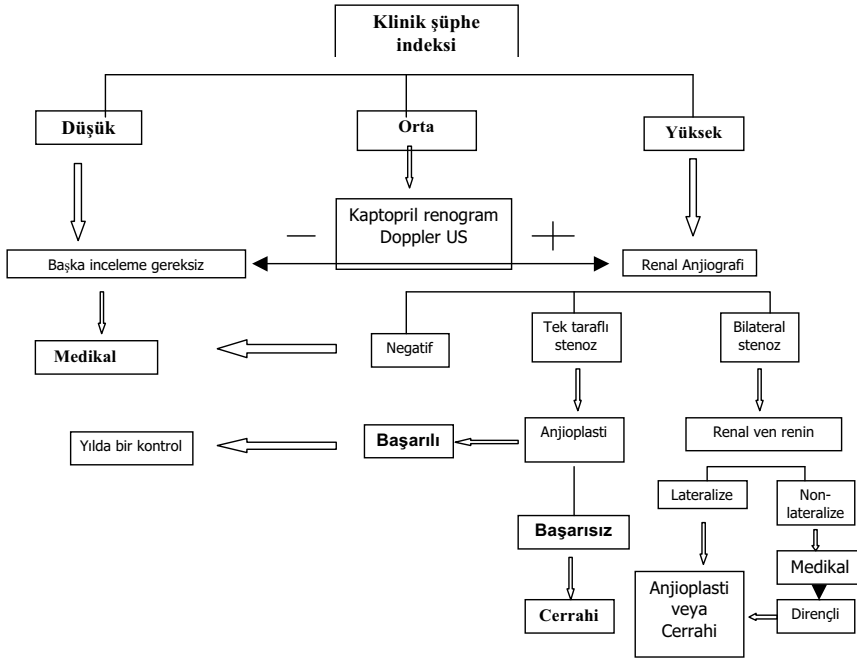 Klinik şüphe
indeksi
Düşük
Orta
Yüksek
Kaptopril renogram
Doppler US
Başka inceleme gereksiz
Renal Anjiografi
Medikal
Negatif
Tek taraflı
stenoz
Bilateral
stenoz
Yılda bir kontrol
Başarılı
Anjioplasti
Renal ven renin
Lateralize
Non-
lateralize
Başarısız
Medikal
Cerrahi
Anjioplasti
veya
Cerrahi
Dirençli